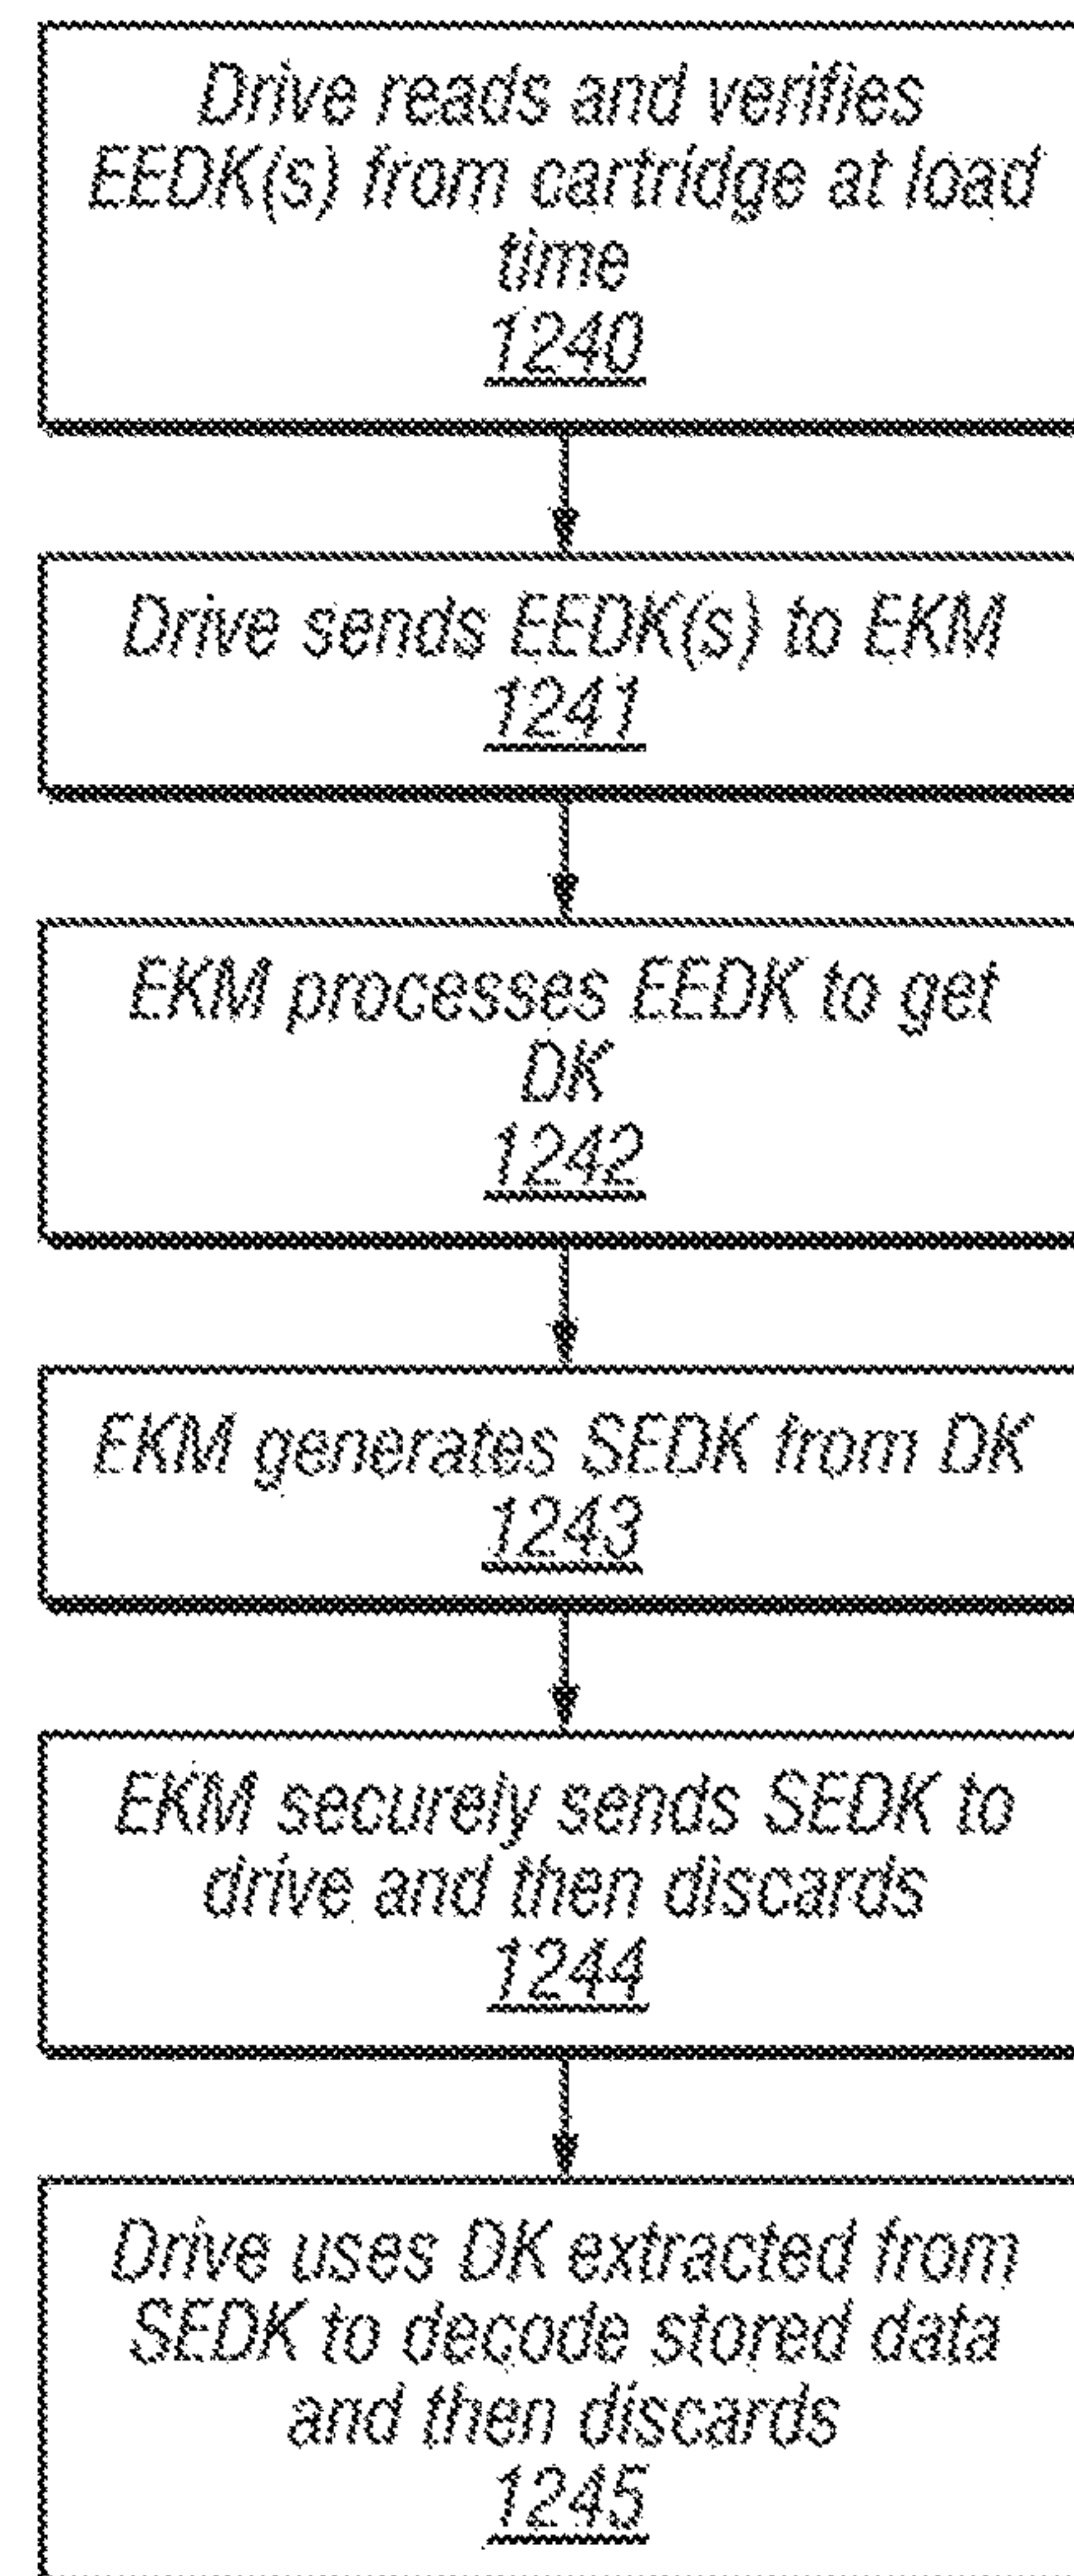 Drive reads and verifies
EEDK(s) from cartridge at load
time
1240
Drive sends EEDK(s) to EKM
1241
EKM processes EEDK to get
DK
1242
EKM generates SEDK from DK
1243
EKM securely sends SEDK to
drive and then discards
1244
Drive uses DK extracted from
SEDK to decode stored data
and then discards
1245